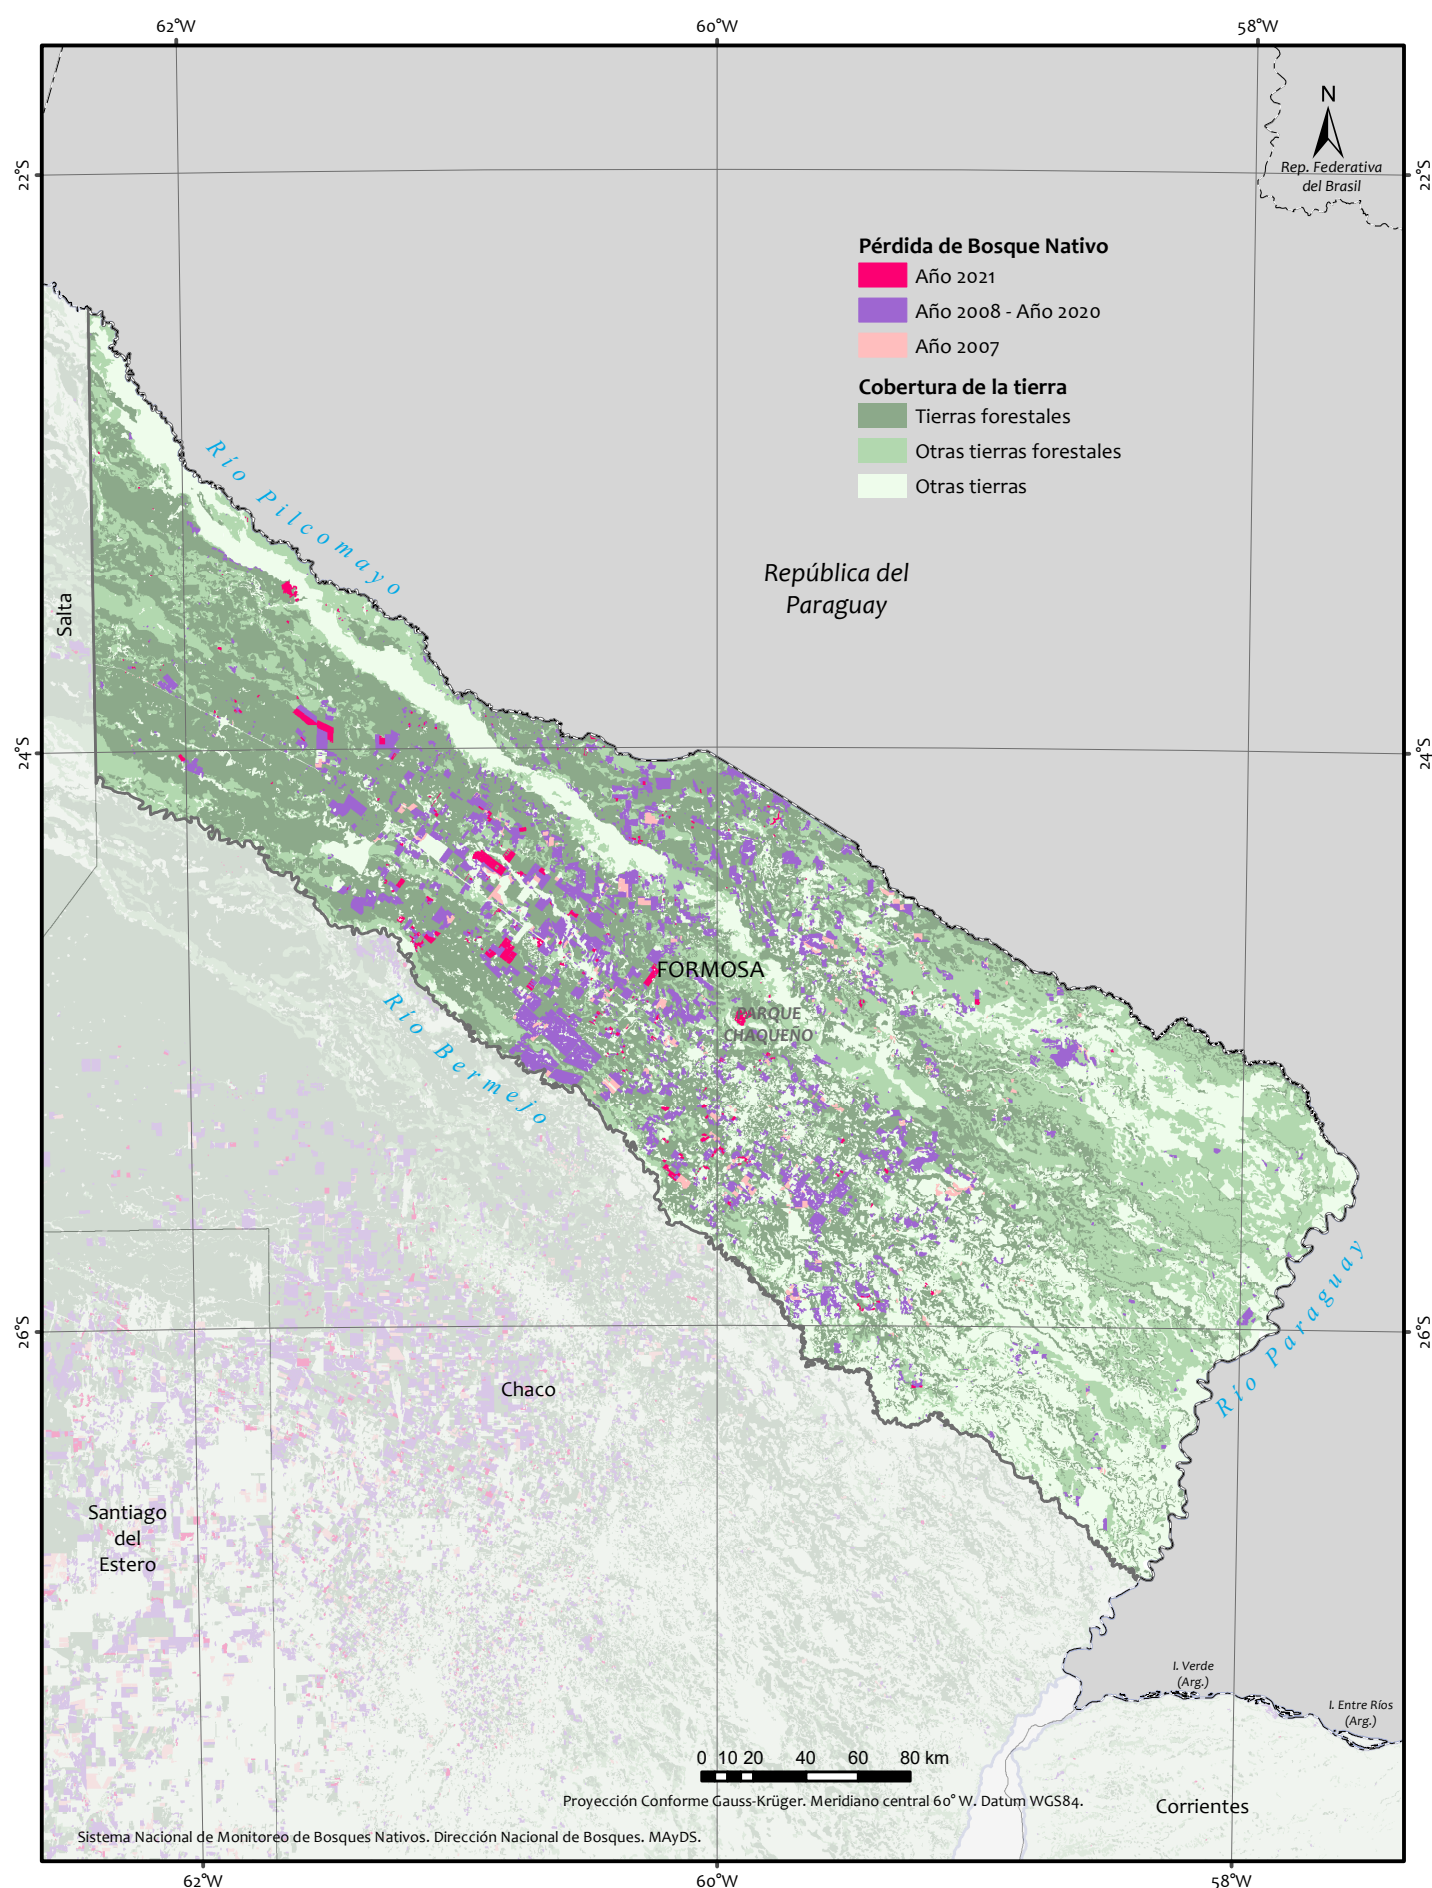 62°W
60°W
58°W
N
Rep. Federativa
del Brasil
22°S
22°S
Pérdida de Bosque Nativo
Año 2021
Año 2008 - Año 2020
Año 2007
Cobertura de la tierra
Tierras forestales
Otras tierras forestales
Otras tierras
Río Pilcomayo
República del
Paraguay
Salta
24°S
24°S
FORMOSA
PARQUE
CHAQUEÑO
Río Bermejo
Río Paraguay
26°S
26°S
Chaco
Santiago
del
Estero
I. Verde
(Arg.)
I. Entre Ríos
(Arg.)
0 10 20 40 60 80 km
Proyección Conforme Gauss-Krüger. Meridiano central 60° W. Datum WGS84.
Corrientes
Sistema Nacional de Monitoreo de Bosques Nativos. Dirección Nacional de Bosques. MAyDS.
62°W
60°W
58°W